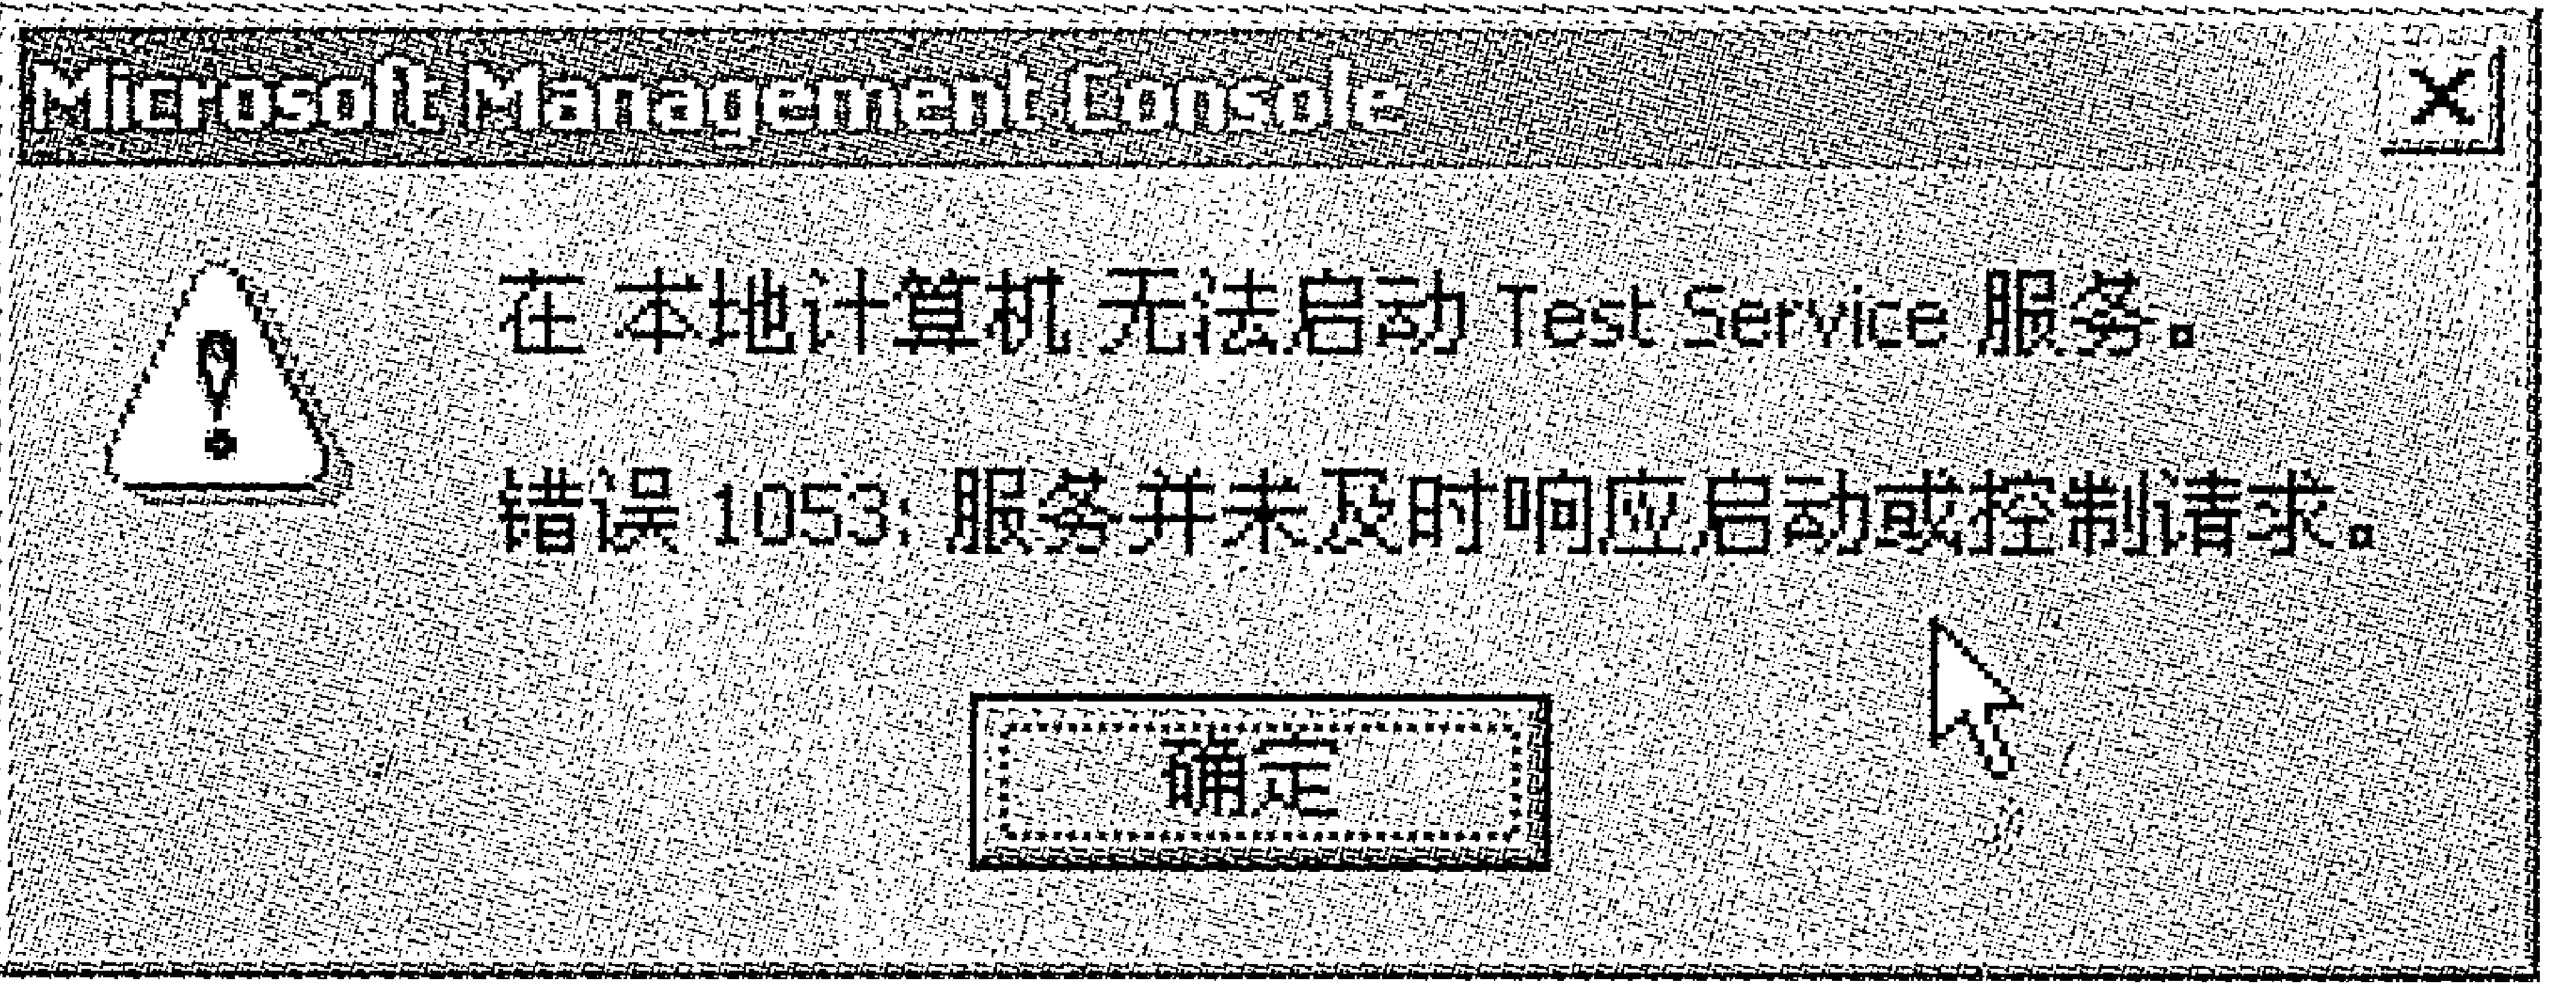 Microsoft Management Console
在 本地计算机 无法启动 Test Service 服务。
错误 1053: 服务并未及时响应启动或控制请求。
确定